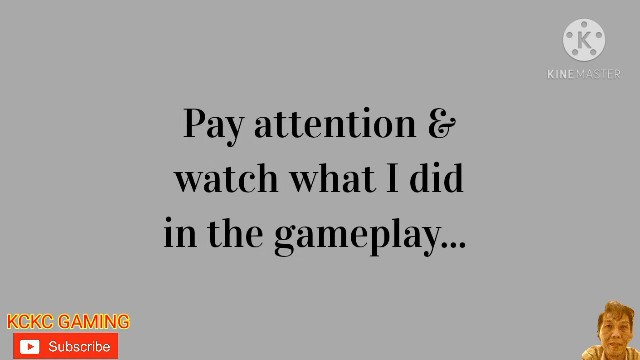 KINEMASTER
Pay attention &
watch what I did
in the gameplay...
KCKC GAMING
Subscribe